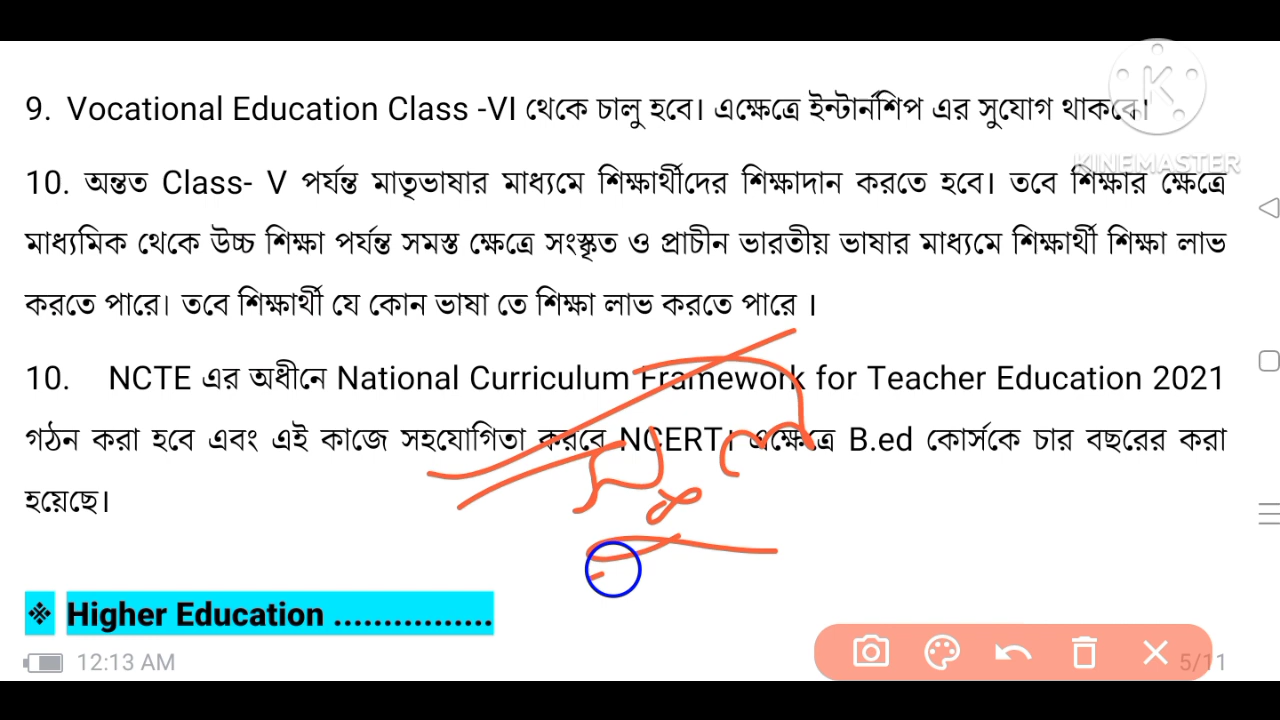 9. Vocational Education Class -VI থেকে চালু হবে। এক্ষেত্রে ইন্টার্নশিপ এর সুযোগ থাকবে।
KINEMASTER
10. অন্তত Class- V পর্যন্ত মাতৃভাষার মাধ্যমে শিক্ষার্থীদের শিক্ষাদান করতে হবে। তবে শিক্ষার ক্ষেত্রে
মাধ্যমিক থেকে উচ্চ শিক্ষা পর্যন্ত সমস্ত ক্ষেত্রে সংস্কৃত ও প্রাচীন ভারতীয় ভাষার মাধ্যমে শিক্ষার্থী শিক্ষা লাভ
করতে পারে। তবে শিক্ষার্থী যে কোন ভাষা তে শিক্ষা লাভ করতে পারে ।
10. NCTE এর অধীনে National Curriculum Framework for Teacher Education 2021
গঠন করা হবে এবং এই কাজে সহযোগিতা করবে NCERT। এক্ষেত্রে B.ed কোর্সকে চার বছরের করা
হয়েছে।
❖ Higher Education ................
12:13 AM
5/11